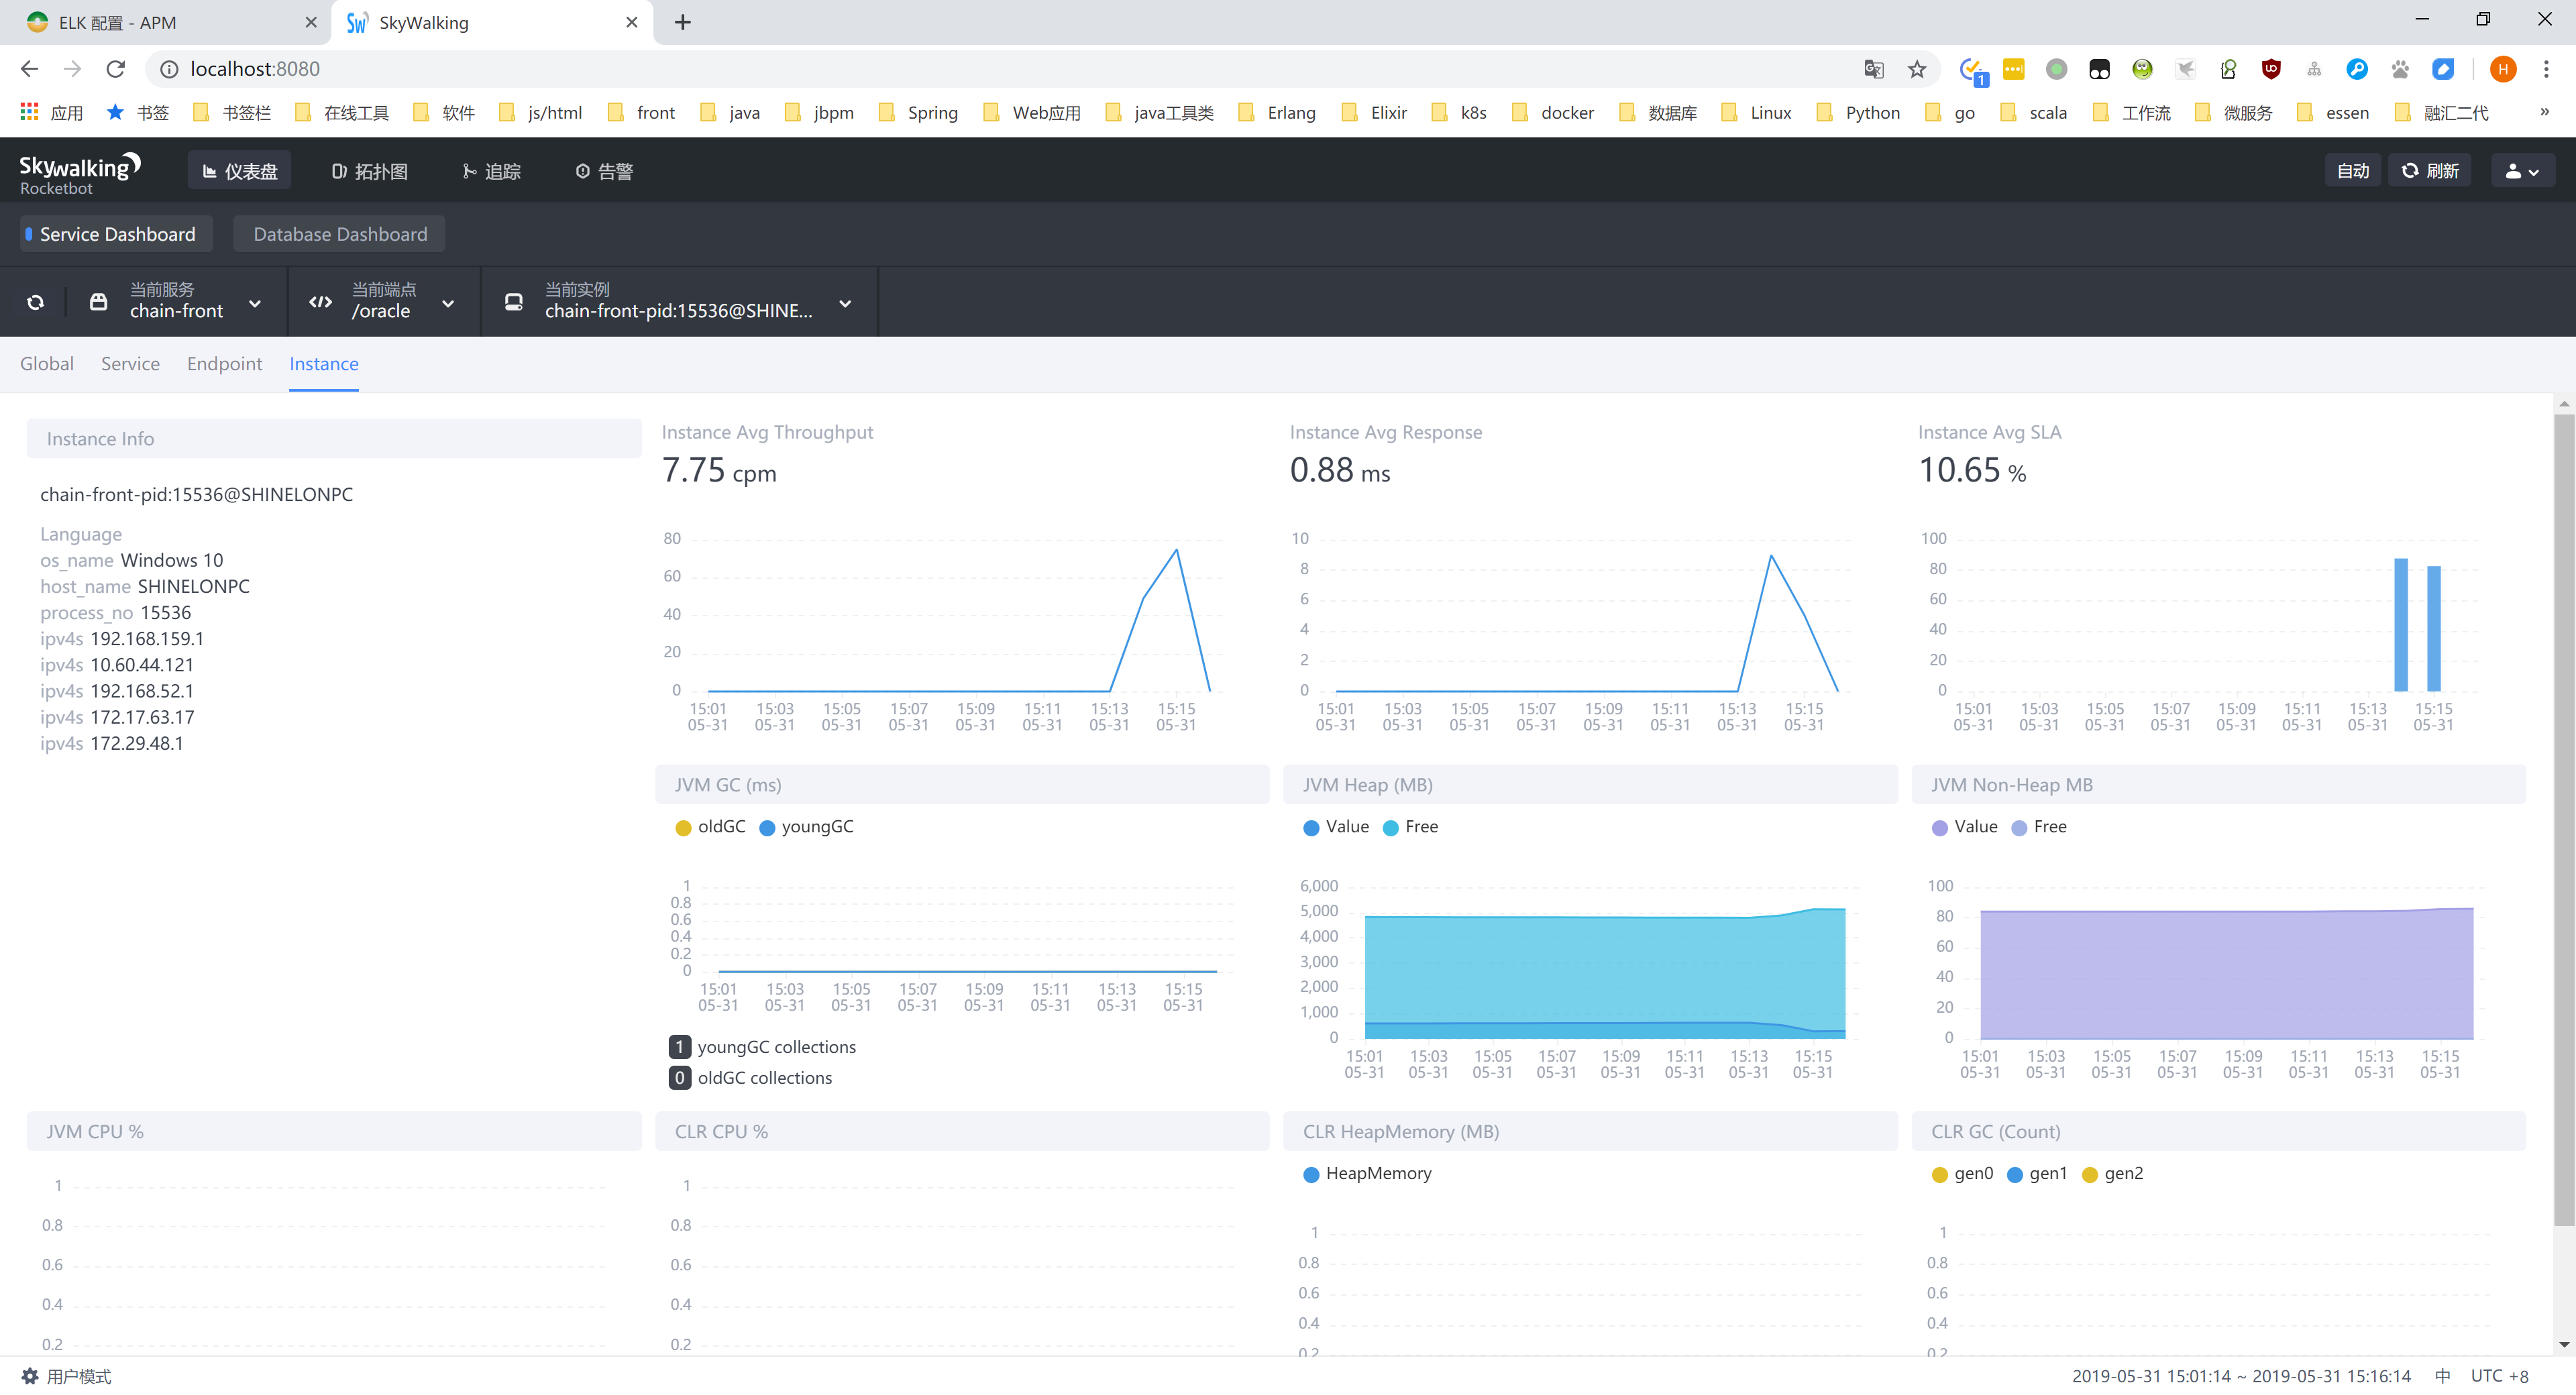 ELK 配置 - APM
SkyWalking
localhost:8080
1
H
应用 书签 书签栏 在线工具 软件 js/html front java jbpm Spring Web应用 java工具类 Erlang Elixir k8s docker 数据库 Linux Python go scala 工作流 微服务 essen 融汇二代 »
Skywalking
Rocketbot
仪表盘 拓扑图 追踪 告警
自动 刷新
Service Dashboard Database Dashboard
当前服务
chain-front
当前端点
/oracle
当前实例
chain-front-pid:15536@SHINE...
Global Service Endpoint Instance
Instance Info
chain-front-pid:15536@SHINELONPC
Language
os_name Windows 10
host_name SHINELONPC
process_no 15536
ipv4s 192.168.159.1
ipv4s 10.60.44.121
ipv4s 192.168.52.1
ipv4s 172.17.63.17
ipv4s 172.29.48.1
Instance Avg Throughput
7.75 cpm
80
60
40
20
0
15:01 15:03 15:05 15:07 15:09 15:11 15:13 15:15
05-31 05-31 05-31 05-31 05-31 05-31 05-31 05-31
Instance Avg Response
0.88 ms
10
8
6
4
2
0
15:01 15:03 15:05 15:07 15:09 15:11 15:13 15:15
05-31 05-31 05-31 05-31 05-31 05-31 05-31 05-31
Instance Avg SLA
10.65 %
100
80
60
40
20
0
15:01 15:03 15:05 15:07 15:09 15:11 15:13 15:15
05-31 05-31 05-31 05-31 05-31 05-31 05-31 05-31
JVM GC (ms)
oldGC youngGC
1
0.8
0.6
0.4
0.2
0
15:01 15:03 15:05 15:07 15:09 15:11 15:13 15:15
05-31 05-31 05-31 05-31 05-31 05-31 05-31 05-31
1 youngGC collections
0 oldGC collections
JVM Heap (MB)
Value Free
6,000
5,000
4,000
3,000
2,000
1,000
0
15:01 15:03 15:05 15:07 15:09 15:11 15:13 15:15
05-31 05-31 05-31 05-31 05-31 05-31 05-31 05-31
JVM Non-Heap MB
Value Free
100
80
60
40
20
0
15:01 15:03 15:05 15:07 15:09 15:11 15:13 15:15
05-31 05-31 05-31 05-31 05-31 05-31 05-31 05-31
JVM CPU %
1
0.8
0.6
0.4
0.2
CLR CPU %
1
0.8
0.6
0.4
0.2
CLR HeapMemory (MB)
HeapMemory
1
0.8
0.6
0.4
0.2
CLR GC (Count)
gen0 gen1 gen2
1
0.8
0.6
0.4
0.2
用户模式
2019-05-31 15:01:14 ~ 2019-05-31 15:16:14 中 UTC +8